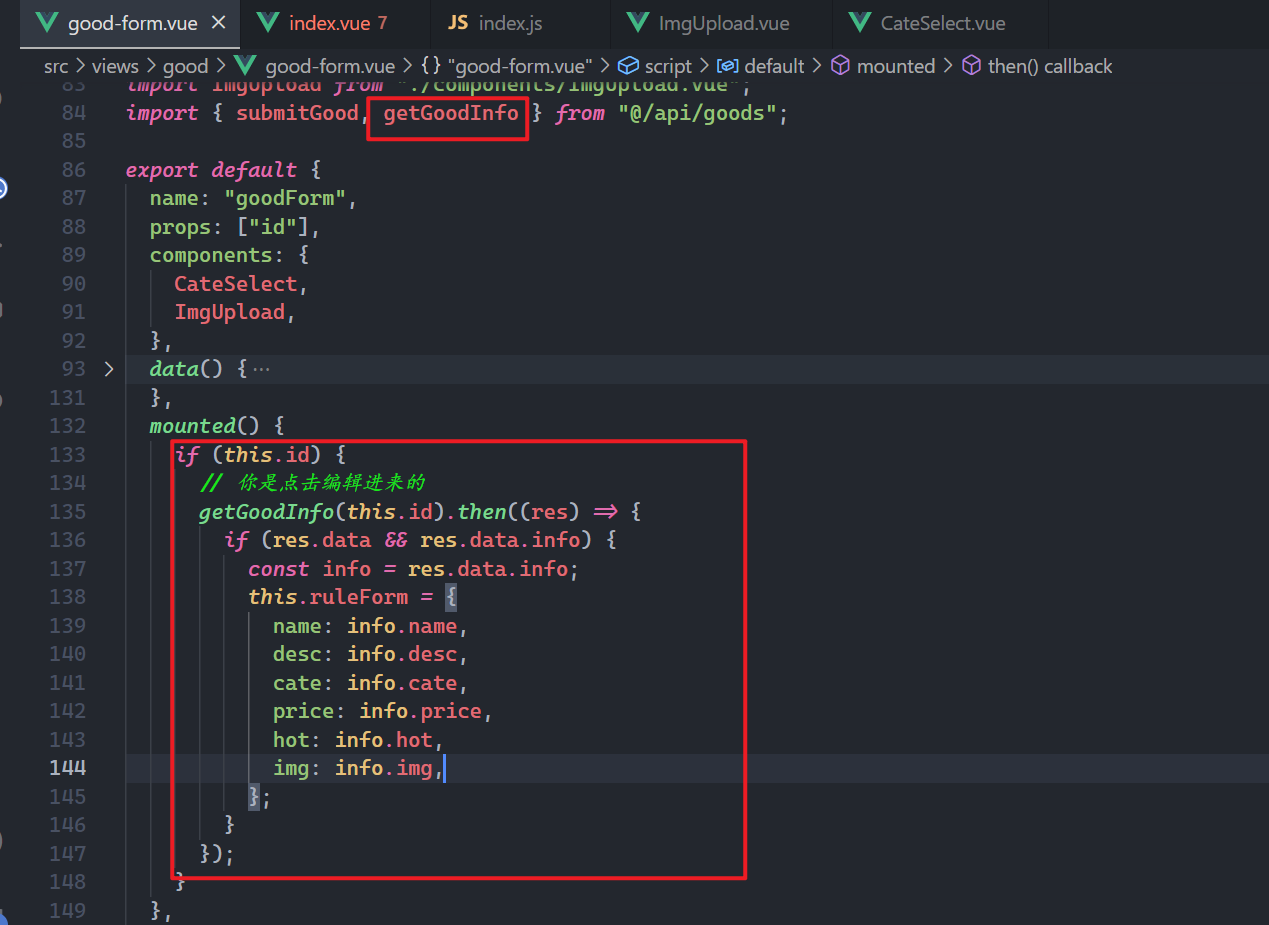 good-form.vue index.vue 7 JS index.js ImgUpload.vue CateSelect.vue
src > views > good > good-form.vue > {} "good-form.vue" > script > default > mounted > then() callback
83 import ImgUpload from "./components/ImgUpload.vue";
84 import { submitGood, getGoodInfo } from "@/api/goods";
85
86 export default {
87 name: "goodForm",
88 props: ["id"],
89 components: {
90 CateSelect,
91 ImgUpload,
92 },
93 data() { ···
131 },
132 mounted() {
133 if (this.id) {
134 // 你是点击编辑进来的
135 getGoodInfo(this.id).then((res) => {
136 if (res.data && res.data.info) {
137 const info = res.data.info;
138 this.ruleForm = {
139 name: info.name,
140 desc: info.desc,
141 cate: info.cate,
142 price: info.price,
143 hot: info.hot,
144 img: info.img,
145 };
146 }
147 });
148 }
149 },